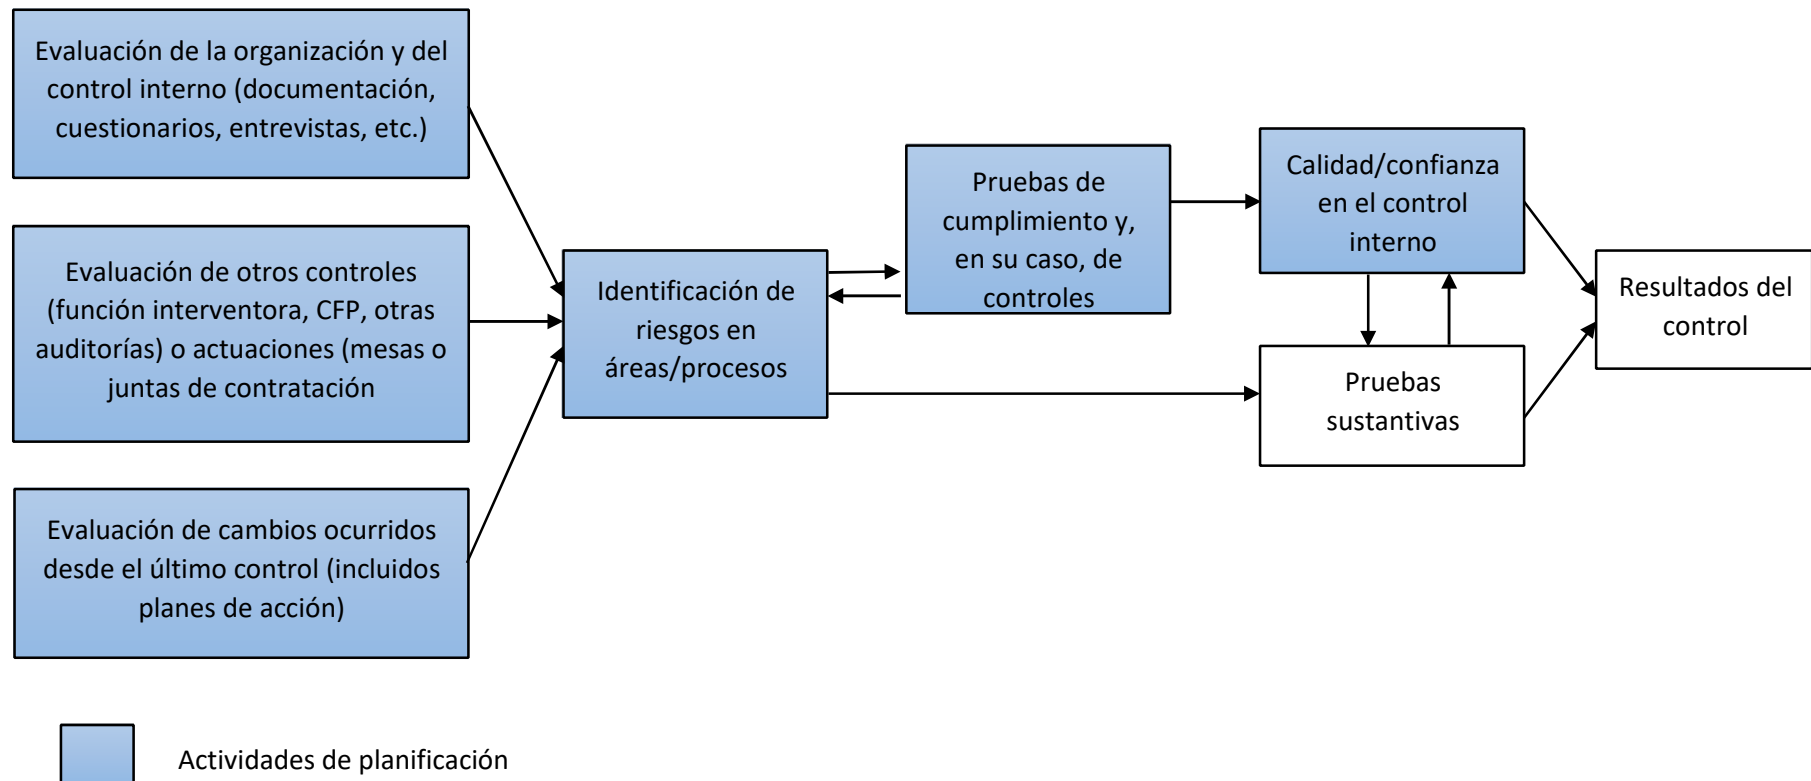 Evaluación de la organización y del
control interno (documentación,
cuestionarios, entrevistas, etc.)
Evaluación de otros controles
(función interventora, CFP, otras
auditorías) o actuaciones (mesas o
juntas de contratación
Evaluación de cambios ocurridos
desde el último control (incluidos
planes de acción)
Identificación de
riesgos en
áreas/procesos
Pruebas de
cumplimiento y,
en su caso, de
controles
Calidad/confianza
en el control
interno
Pruebas
sustantivas
Resultados del
control
Actividades de planificación